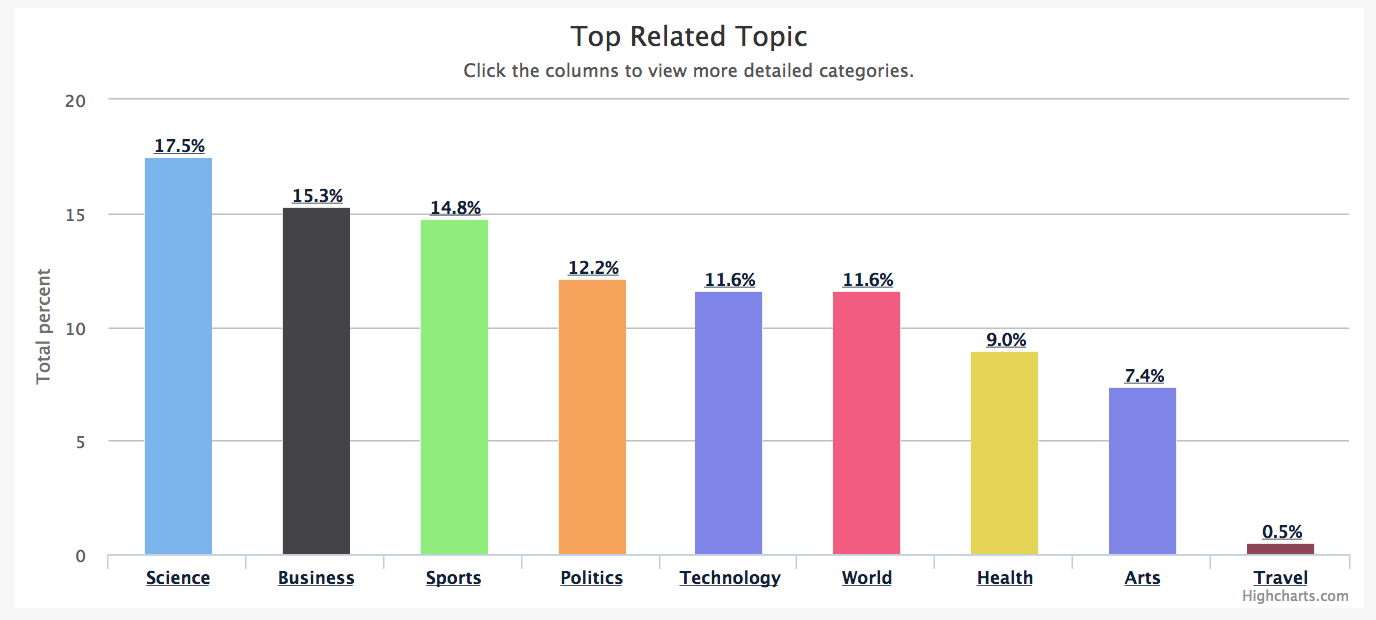 Top Related Topic
Click the columns to view more detailed categories.
Total percent
20
15
10
5
0
17.5%
15.3%
14.8%
12.2%
11.6%
11.6%
9.0%
7.4%
0.5%
Science
Business
Sports
Politics
Technology
World
Health
Arts
Travel
Highcharts.com